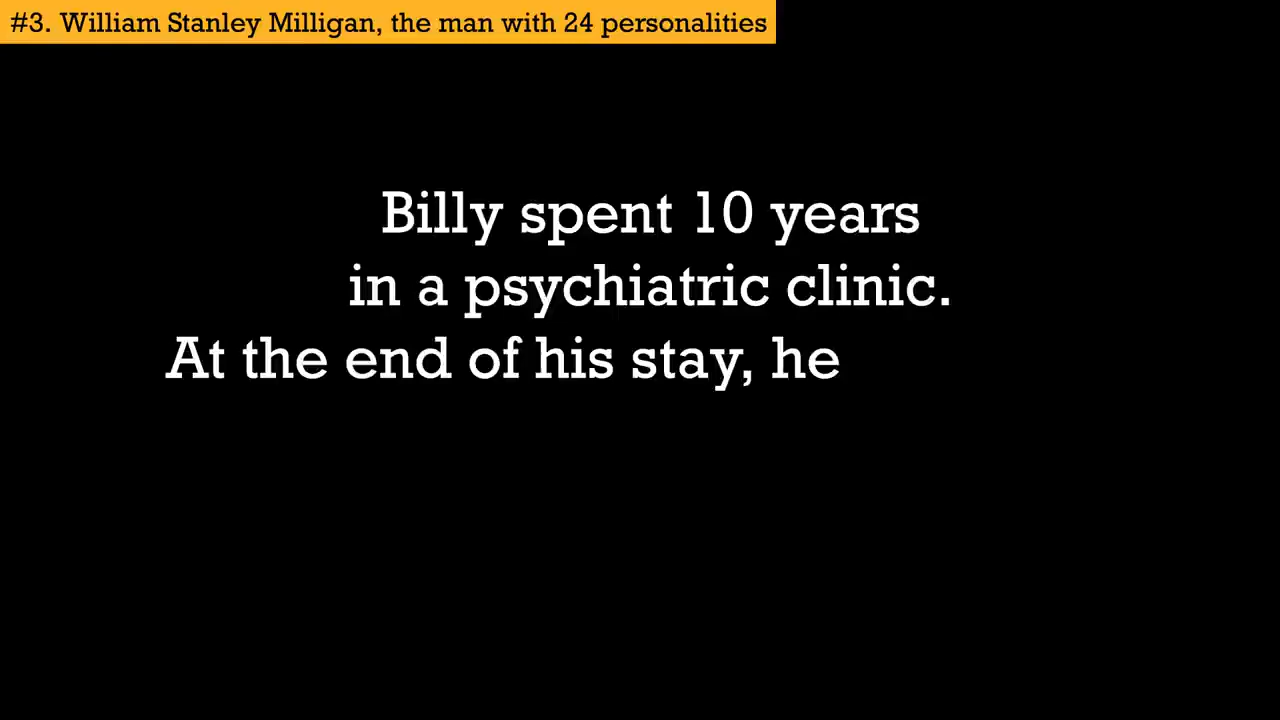 #3. William Stanley Milligan, the man with 24 personalities
Billy spent 10 years
in a psychiatric clinic.
At the end of his stay, he